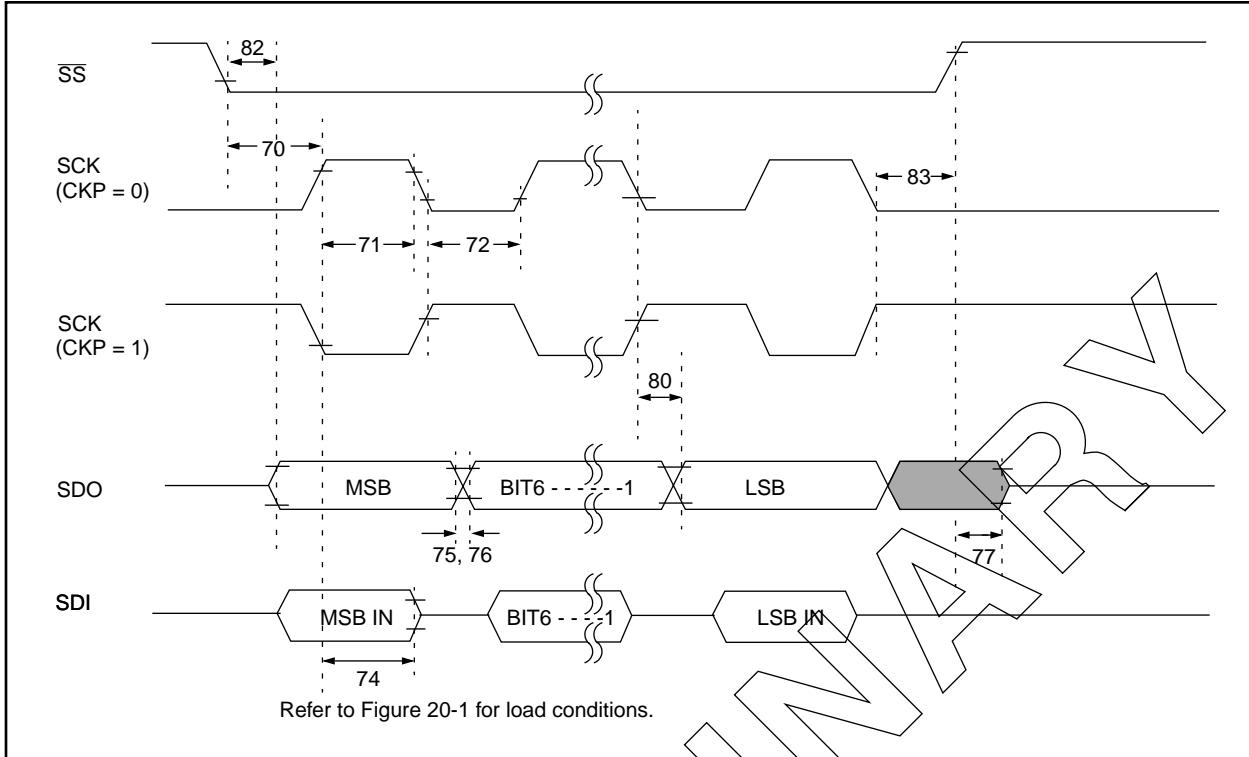 82
SS
70
SCK
(CKP = 0)
83
71
72
SCK
(CKP = 1)
80
SDO
MSB
BIT6 - - - - - - 1
LSB
75, 76
77
SDI
MSB IN
BIT6 - - - - 1
LSB IN
74
Refer to Figure 20-1 for load conditions.
INARY